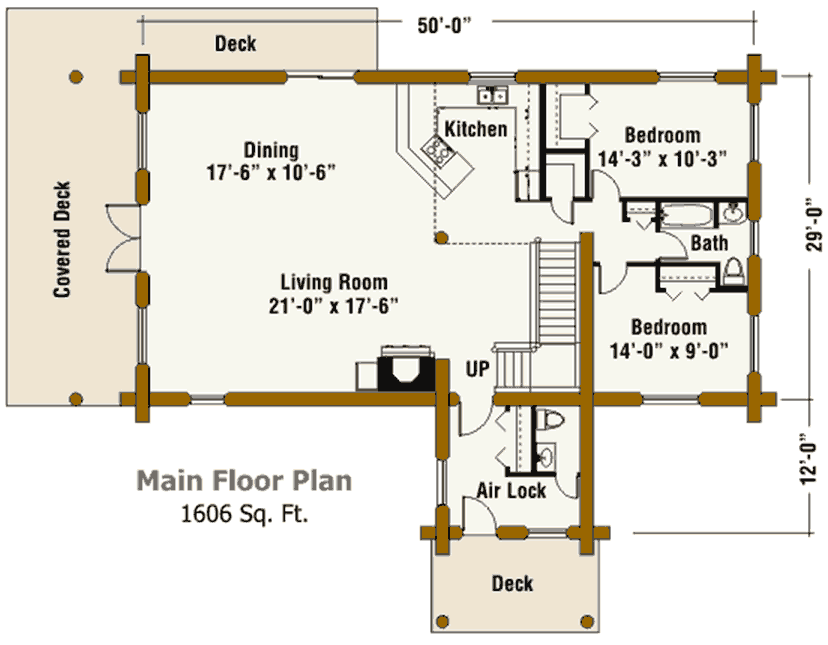 50'-0"
Deck
Kitchen
Dining
17'-6" x 10'-6"
Bedroom
14'-3" x 10'-3"
Covered Deck
29'-0"
Bath
Living Room
21'-0" x 17'-6"
Bedroom
14'-0" x 9'-0"
UP
12'-0"
Main Floor Plan
1606 Sq. Ft.
Air Lock
Deck